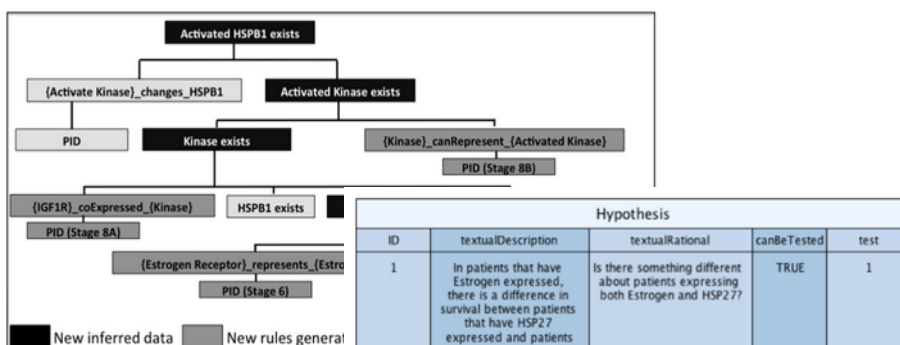 Activated HSPB1 exists
{Activate Kinase}_changes_HSPB1
Activated Kinase exists
PID
Kinase exists
{Kinase}_canRepresent_{Activated Kinase}
PID (Stage 8B)
{IGF1R}_coExpressed_{Kinase}
HSPB1 exists
PID (Stage 8A)
{Estrogen Receptor}_represents_{Estro
PID (Stage 6)
New inferred data
New rules generat
Hypothesis
ID
textualDescription
textualRational
canBeTested
test
1
In patients that have
Estrogen expressed,
there is a difference in
survival between patients
that have HSP27
expressed and patients
Is there something different
about patients expressing
both Estrogen and HSP27?
TRUE
1